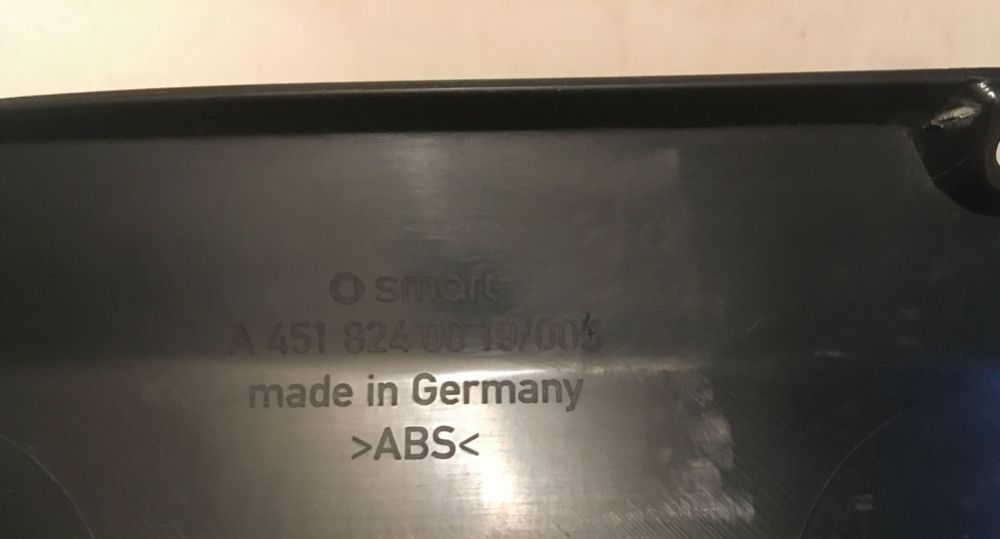 smart
A 451 824 00 19/005
made in Germany
>ABS<